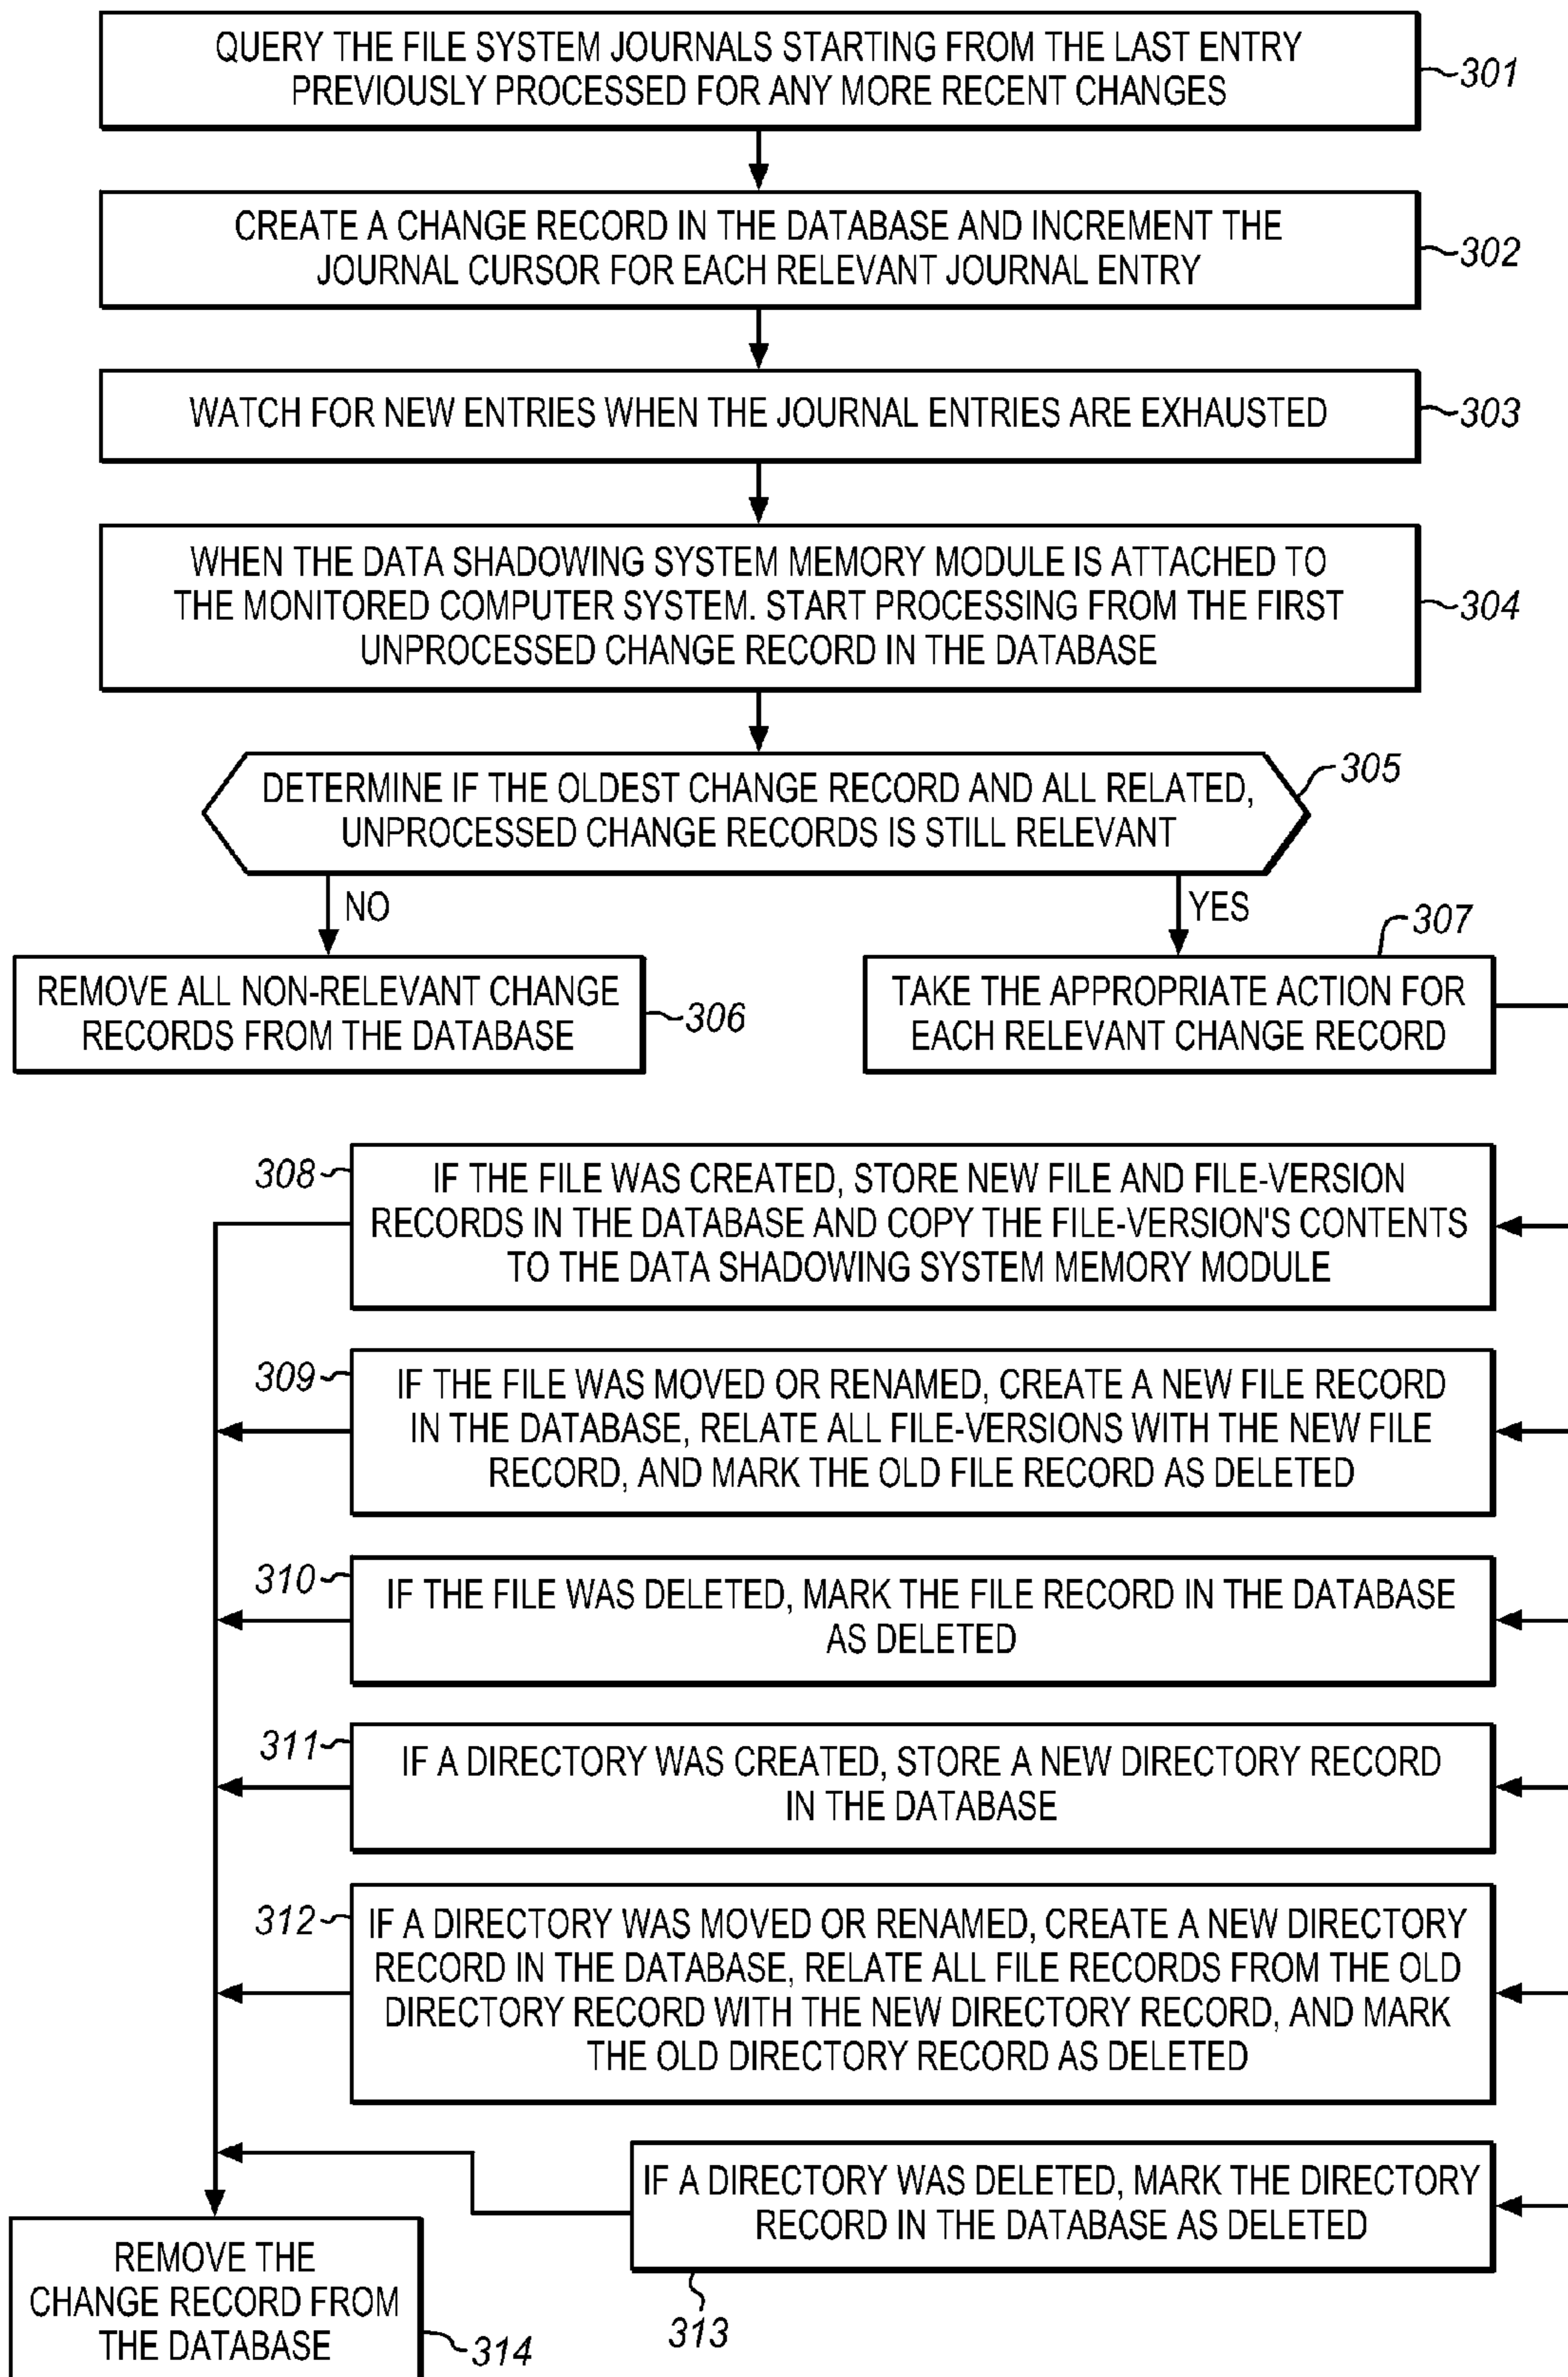 QUERY THE FILE SYSTEM JOURNALS STARTING FROM THE LAST ENTRY
PREVIOUSLY PROCESSED FOR ANY MORE RECENT CHANGES
301
CREATE A CHANGE RECORD IN THE DATABASE AND INCREMENT THE
JOURNAL CURSOR FOR EACH RELEVANT JOURNAL ENTRY
302
WATCH FOR NEW ENTRIES WHEN THE JOURNAL ENTRIES ARE EXHAUSTED
303
WHEN THE DATA SHADOWING SYSTEM MEMORY MODULE IS ATTACHED TO
THE MONITORED COMPUTER SYSTEM. START PROCESSING FROM THE FIRST
UNPROCESSED CHANGE RECORD IN THE DATABASE
304
DETERMINE IF THE OLDEST CHANGE RECORD AND ALL RELATED,
UNPROCESSED CHANGE RECORDS IS STILL RELEVANT
305
NO
YES
REMOVE ALL NON-RELEVANT CHANGE
RECORDS FROM THE DATABASE
306
307
TAKE THE APPROPRIATE ACTION FOR
EACH RELEVANT CHANGE RECORD
308
IF THE FILE WAS CREATED, STORE NEW FILE AND FILE-VERSION
RECORDS IN THE DATABASE AND COPY THE FILE-VERSION'S CONTENTS
TO THE DATA SHADOWING SYSTEM MEMORY MODULE
309
IF THE FILE WAS MOVED OR RENAMED, CREATE A NEW FILE RECORD
IN THE DATABASE, RELATE ALL FILE-VERSIONS WITH THE NEW FILE
RECORD, AND MARK THE OLD FILE RECORD AS DELETED
310
IF THE FILE WAS DELETED, MARK THE FILE RECORD IN THE DATABASE
AS DELETED
311
IF A DIRECTORY WAS CREATED, STORE A NEW DIRECTORY RECORD
IN THE DATABASE
312
IF A DIRECTORY WAS MOVED OR RENAMED, CREATE A NEW DIRECTORY
RECORD IN THE DATABASE, RELATE ALL FILE RECORDS FROM THE OLD
DIRECTORY RECORD WITH THE NEW DIRECTORY RECORD, AND MARK
THE OLD DIRECTORY RECORD AS DELETED
IF A DIRECTORY WAS DELETED, MARK THE DIRECTORY
RECORD IN THE DATABASE AS DELETED
313
REMOVE THE
CHANGE RECORD FROM
THE DATABASE
314